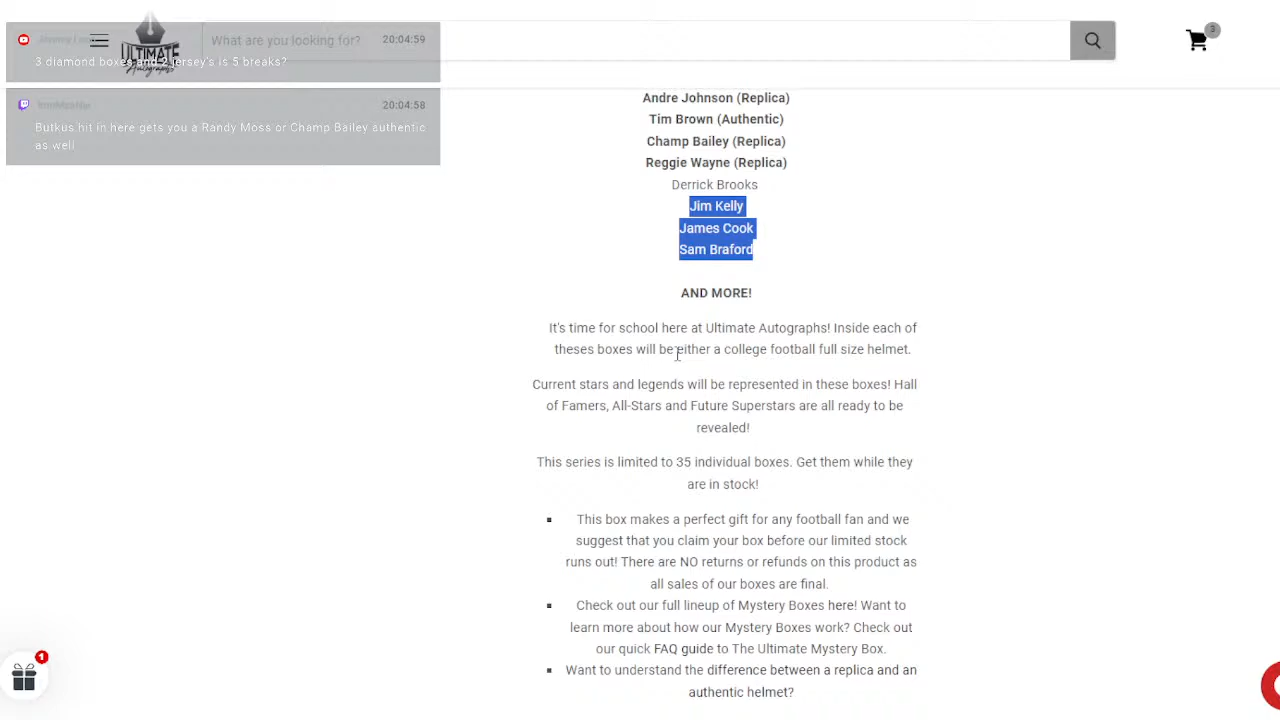 What are you looking for?
20:04:59
3 diamond boxes and 2 jersey's is 5 breaks?
ULTIMATE
Autographs
3
20:04:58
Butkus hit in here gets you a Randy Moss or Champ Bailey authentic
as well
Andre Johnson (Replica)
Tim Brown (Authentic)
Champ Bailey (Replica)
Reggie Wayne (Replica)
Derrick Brooks
Jim Kelly
James Cook
Sam Braford
AND MORE!
It's time for school here at Ultimate Autographs! Inside each of
theses boxes will be either a college football full size helmet.
Current stars and legends will be represented in these boxes! Hall
of Famers, All-Stars and Future Superstars are all ready to be
revealed!
This series is limited to 35 individual boxes. Get them while they
are in stock!
▪ This box makes a perfect gift for any football fan and we
suggest that you claim your box before our limited stock
runs out! There are NO returns or refunds on this product as
all sales of our boxes are final.
▪ Check out our full lineup of Mystery Boxes here! Want to
learn more about how our Mystery Boxes work? Check out
our quick FAQ guide to The Ultimate Mystery Box.
▪ Want to understand the difference between a replica and an
authentic helmet?
1